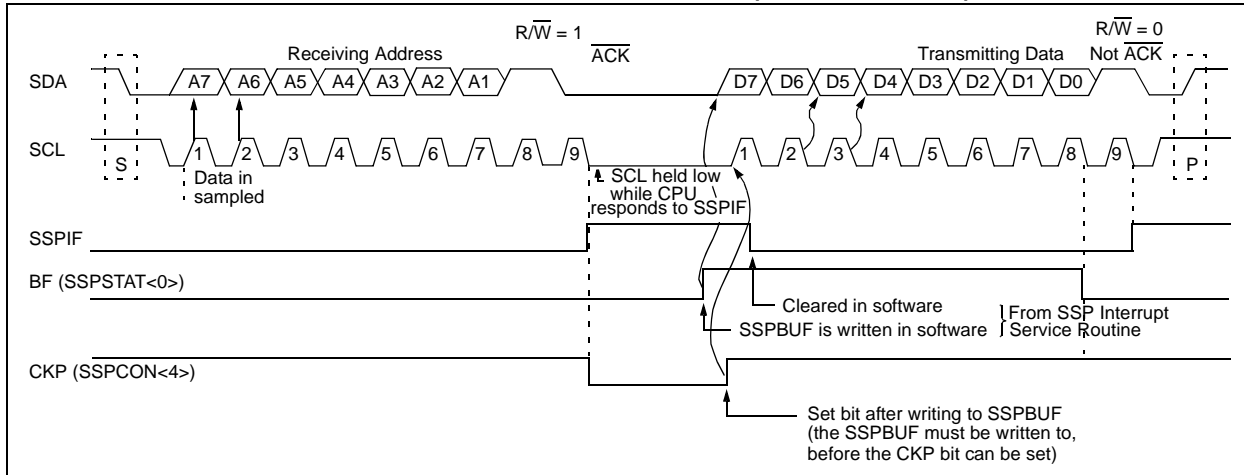 R/W = 1
R/W = 0
Receiving Address
ACK
Transmitting Data
Not ACK
SDA
A7 A6 A5 A4 A3 A2 A1
D7 D6 D5 D4 D3 D2 D1 D0
SCL
S
1 2 3 4 5 6 7 8 9
1 2 3 4 5 6 7 8 9
P
Data in
sampled
SCL held low
while CPU
responds to SSPIF
SSPIF
BF (SSPSTAT<0>)
Cleared in software
SSPBUF is written in software
From SSP Interrupt
Service Routine
CKP (SSPCON<4>)
Set bit after writing to SSPBUF
(the SSPBUF must be written to,
before the CKP bit can be set)